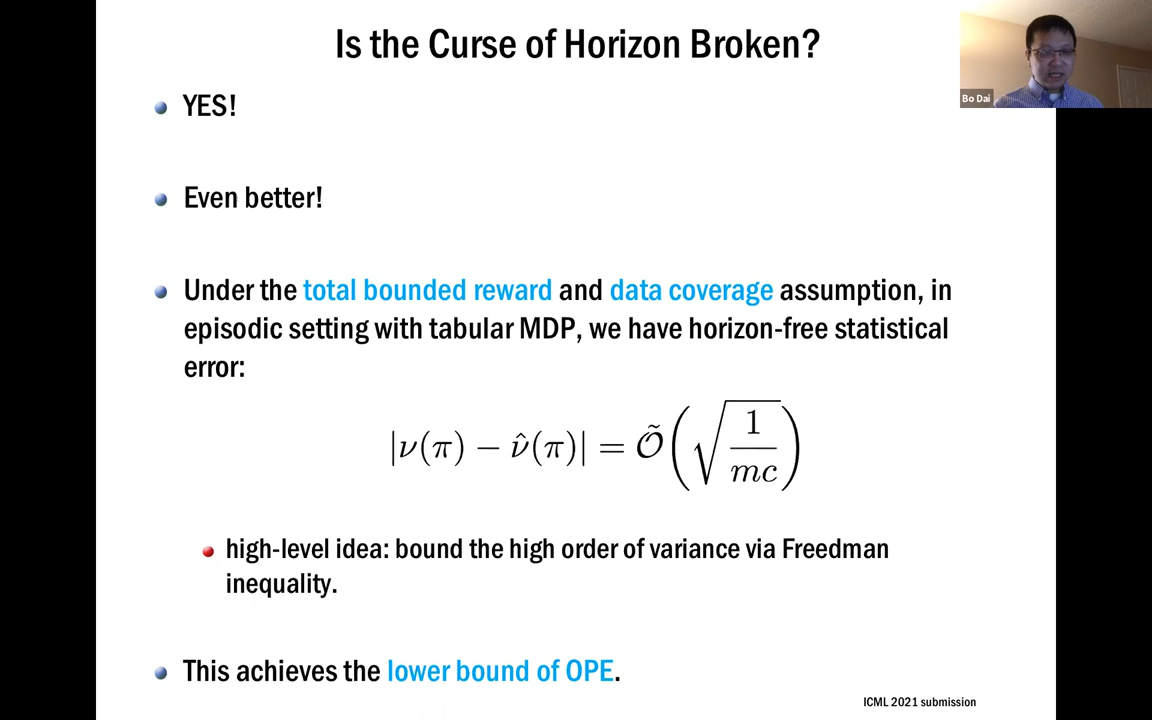 Is the Curse of Horizon Broken?
Bo Dai
YES!
Even better!
Under the total bounded reward and data coverage assumption, in
episodic setting with tabular MDP, we have horizon-free statistical
error:
|ν(π) − ν̂(π)| = Õ(√(1/mc))
high-level idea: bound the high order of variance via Freedman
inequality.
This achieves the lower bound of OPE.
ICML 2021 submission